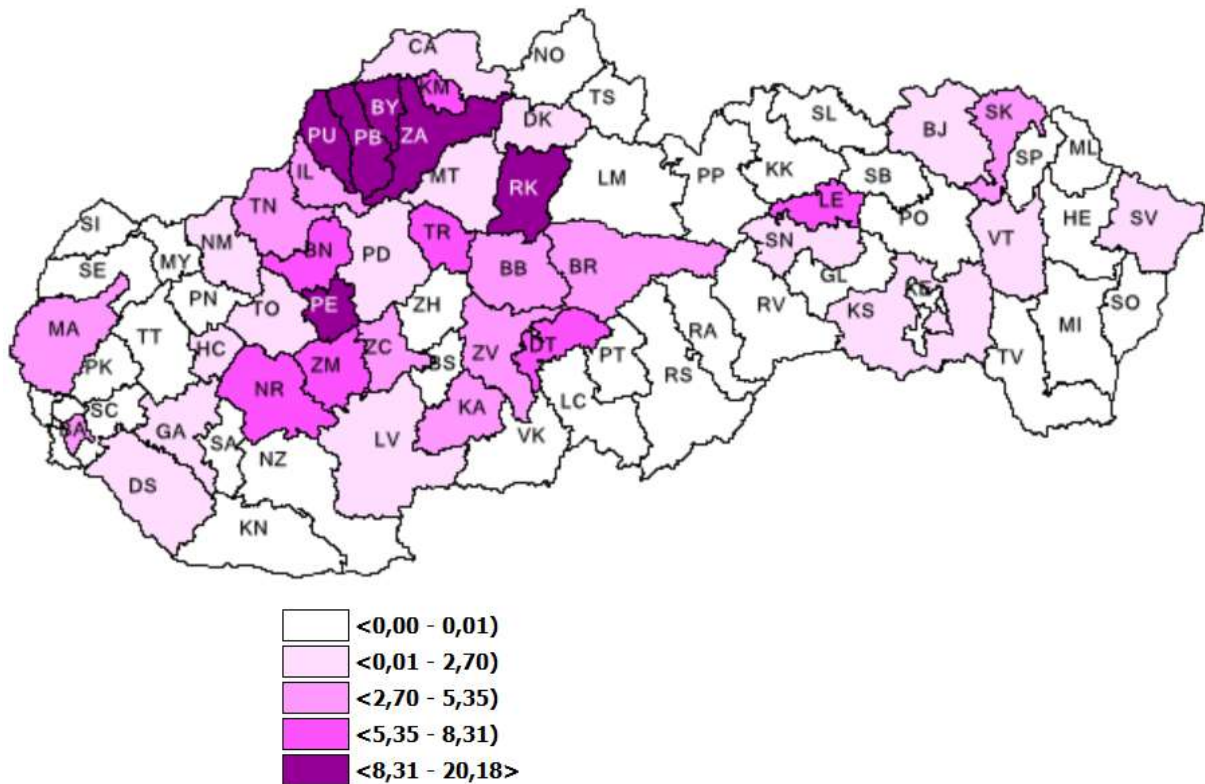 CA
NO
KM
TS
BY
PU
PB
ZA
DK
SL
BJ
SK
SP
ML
IL
MT
RK
LM
PP
KK
SB
TN
LE
PO
HE
SV
SI
NM
BN
PD
TR
BB
BR
SN
VT
SE
MY
GL
PN
TO
PE
ZH
RV
KS
KE
SO
MA
TT
HC
ZM
ZC
BS
ZV
DT
PT
RA
RS
MI
TV
PK
NR
SC
KA
LC
BA
GA
SA
LV
VK
NZ
DS
KN
<0,00 - 0,01)
<0,01 - 2,70)
<2,70 - 5,35)
<5,35 - 8,31)
<8,31 - 20,18>